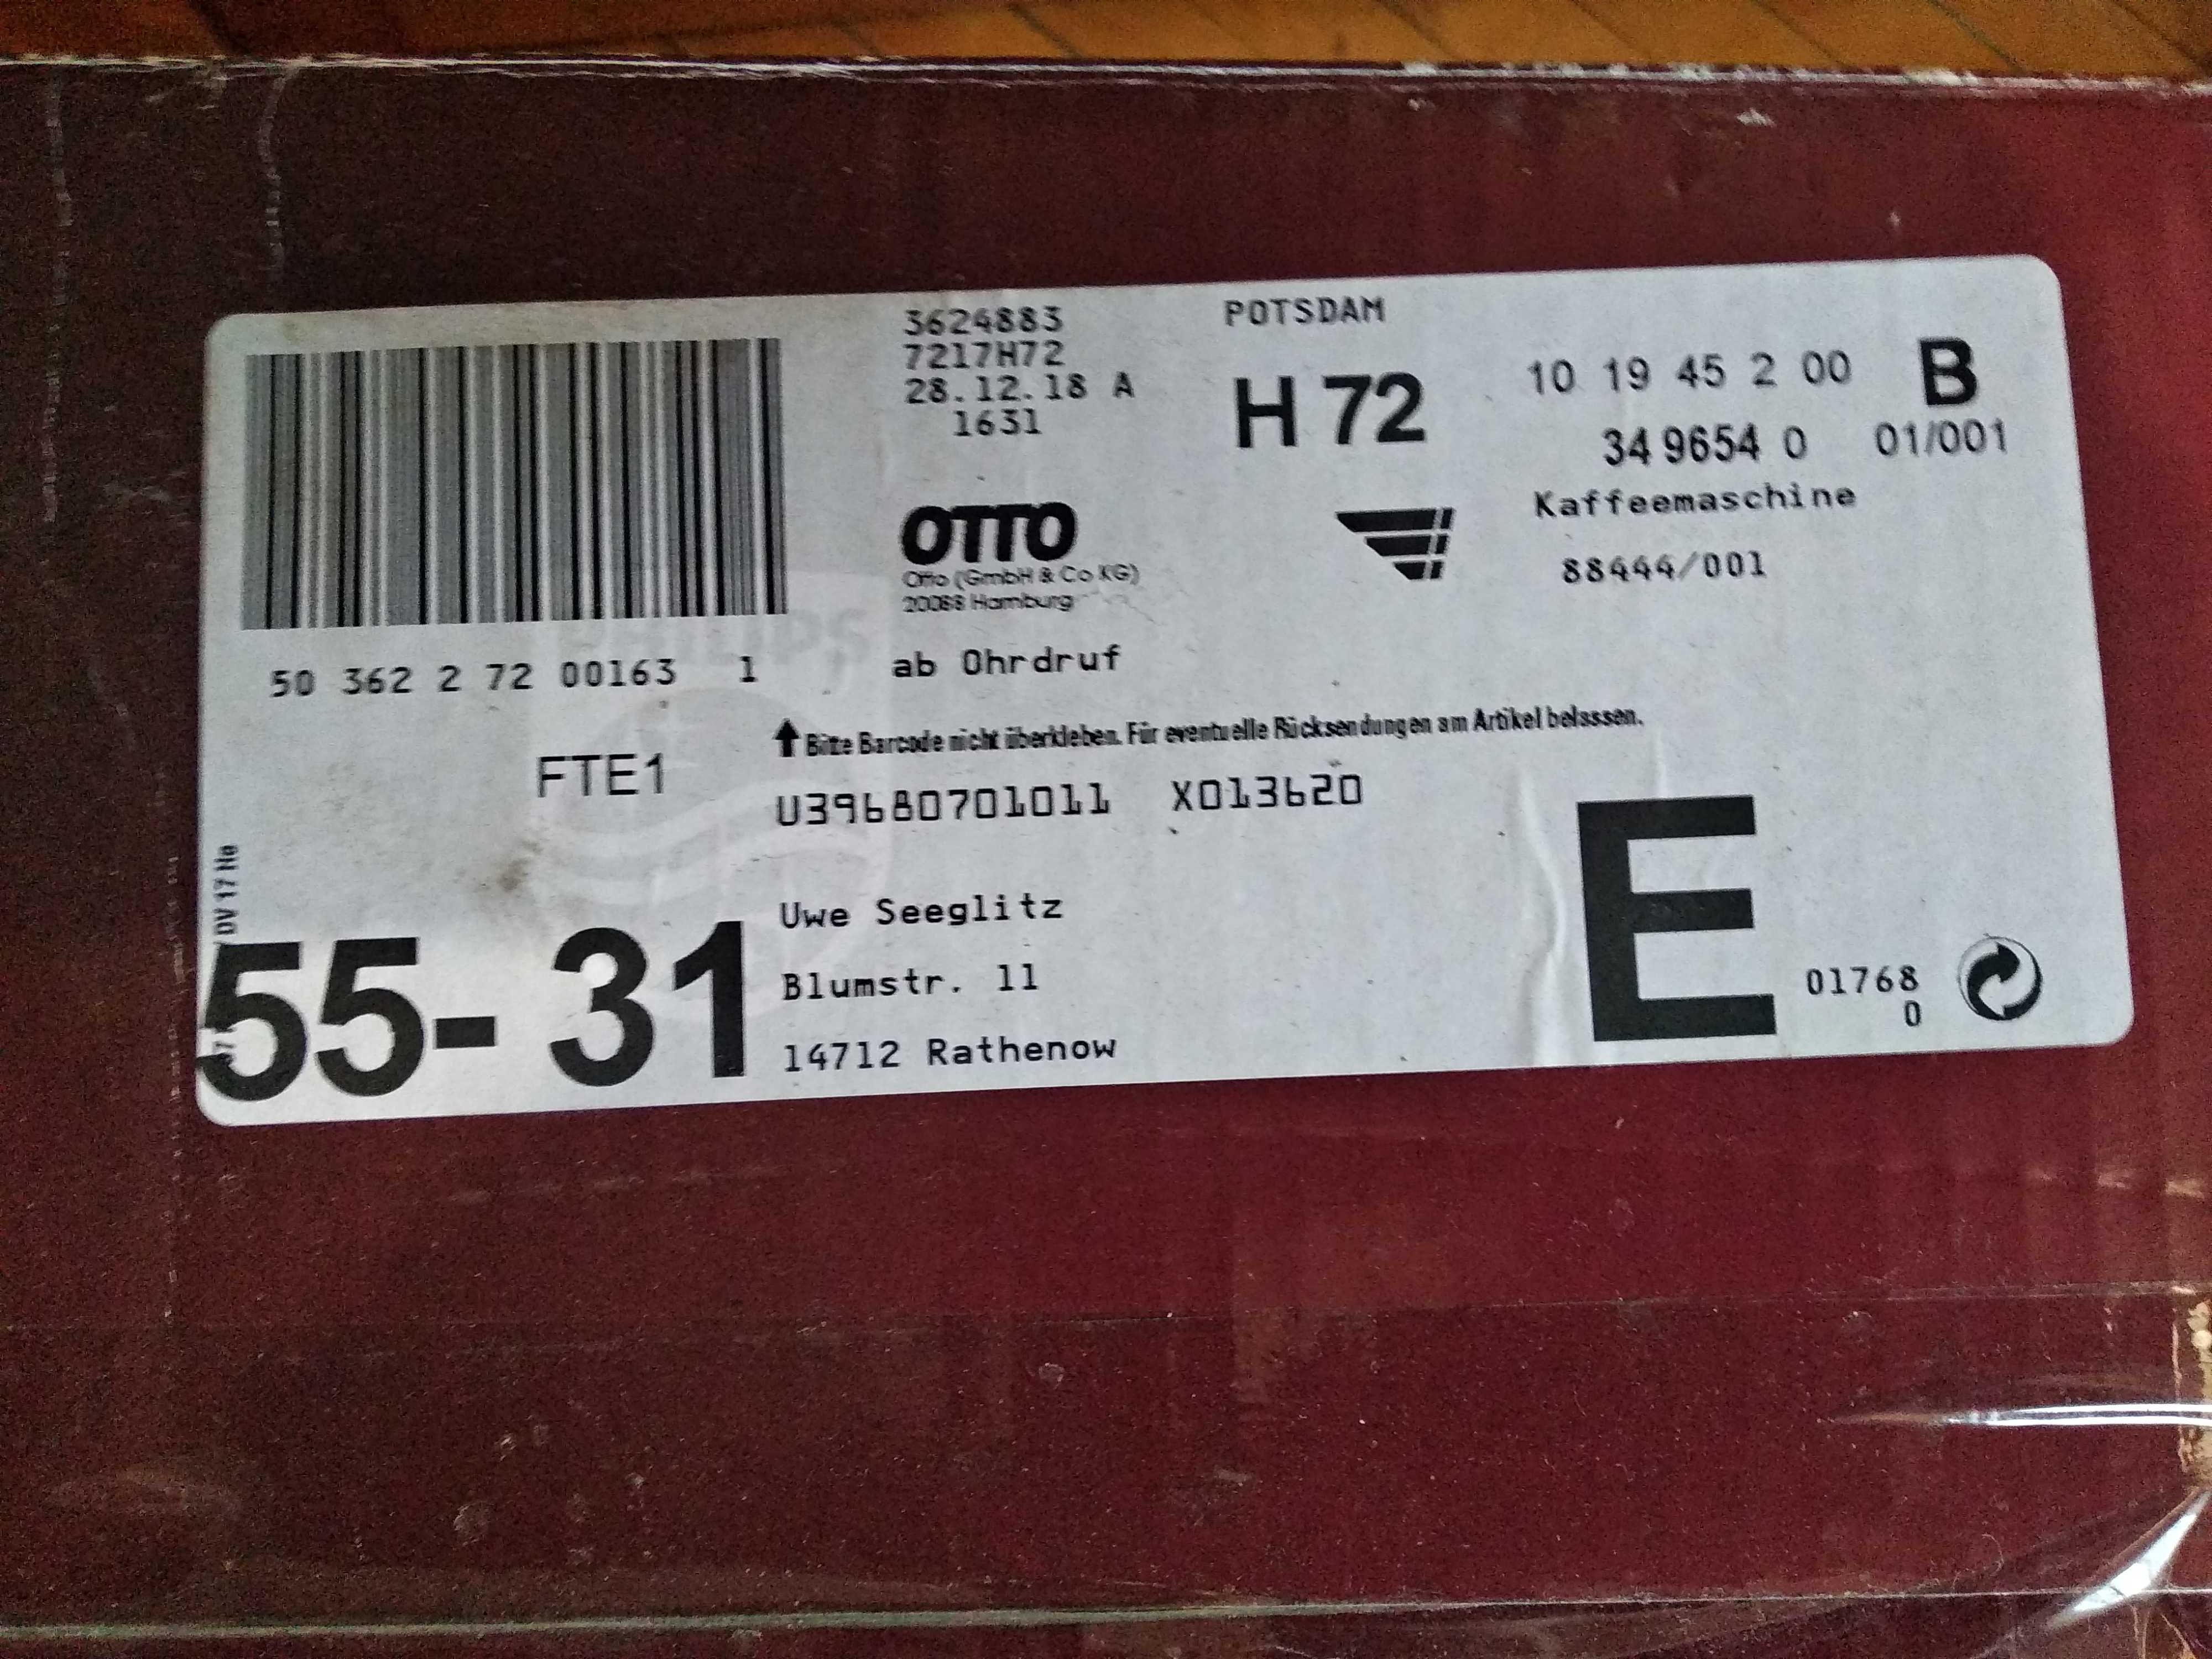 3624883
7217H72
28.12.18 A
1631
POTSDAM
H 72
10 19 45 2 00 B
34 9654 0 01/001
Kaffeemaschine
88444/001
OTTO
Otto (GmbH & Co KG)
20088 Hamburg
ab Ohrdruf
50 362 2 72 00163 1
PHILIPS
Bitte Barcode nicht überkleben. Für eventuelle Rücksendungen am Artikel belassen.
FTE1
U39680701011 X013620
DV 17 He
55- 31
Uwe Seeglitz
Blumstr. 11
14712 Rathenow
E
01768
0